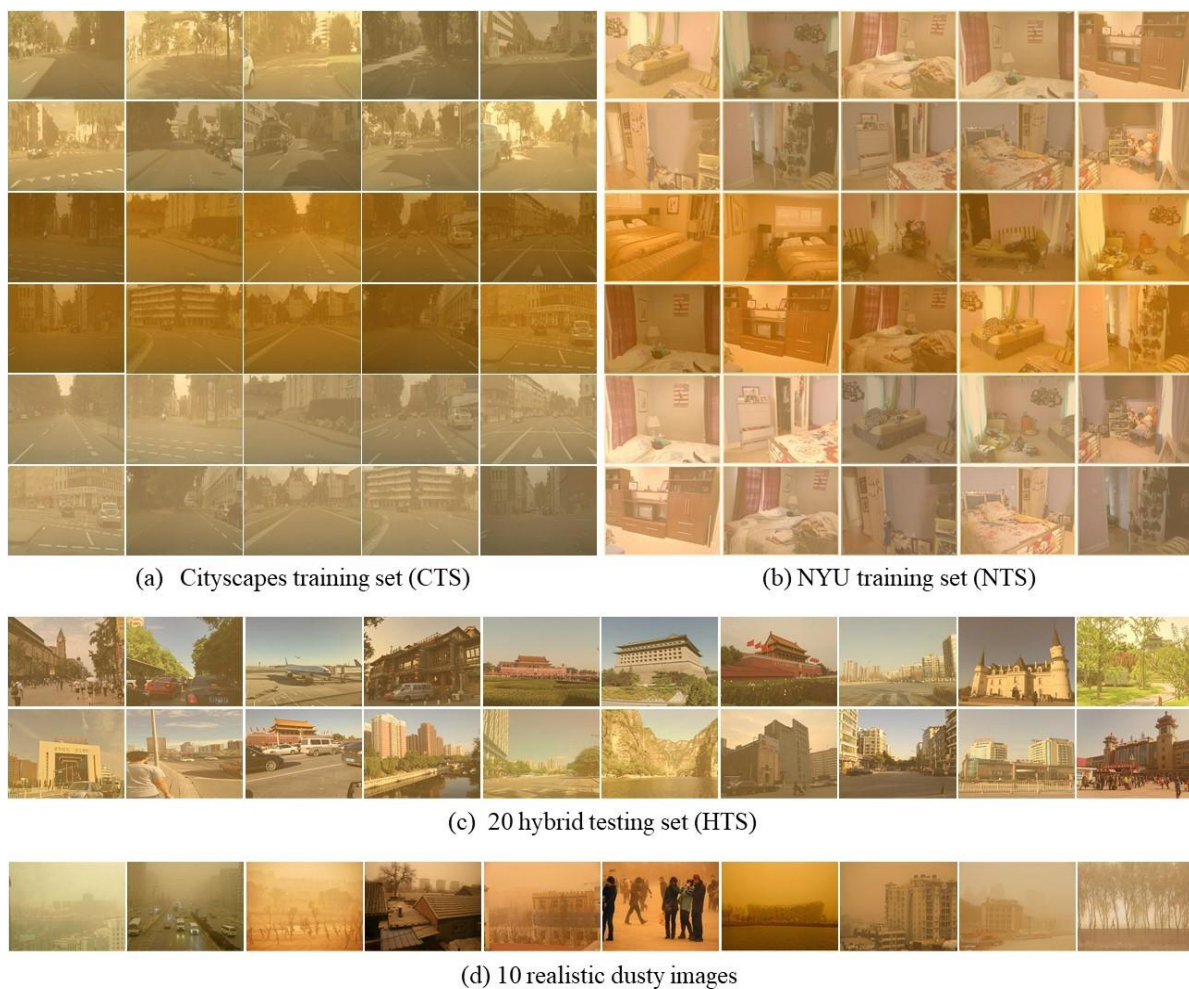 (a) Cityscapes training set (CTS)
(b) NYU training set (NTS)
(c) 20 hybrid testing set (HTS)
(d) 10 realistic dusty images